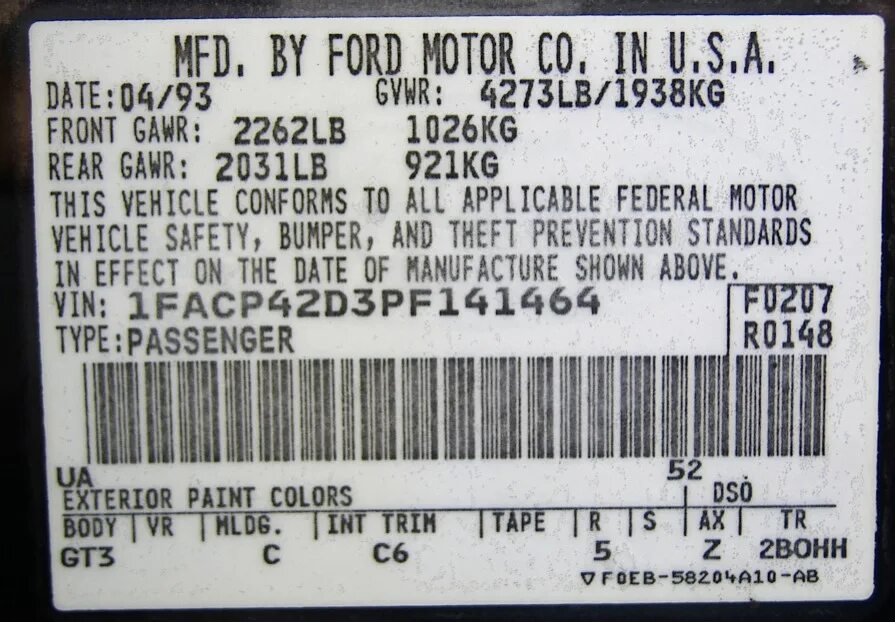 MFD. BY FORD MOTOR CO. IN U.S.A.
DATE: 04/93 GVWR: 4273LB/1938KG
FRONT GAWR: 2262LB 1026KG
REAR GAWR: 2031LB 921KG
THIS VEHICLE CONFORMS TO ALL APPLICABLE FEDERAL MOTOR
VEHICLE SAFETY, BUMPER, AND THEFT PREVENTION STANDARDS
IN EFFECT ON THE DATE OF MANUFACTURE SHOWN ABOVE.
VIN: 1FACP42D3PF141464 F0207
TYPE: PASSENGER R0148
UA 52
EXTERIOR PAINT COLORS DSO
BODY VR MLDG. INT TRIM TAPE R S AX TR
GT3 C C6 5 Z 2BOHH
▽F0EB-58204A10-AB